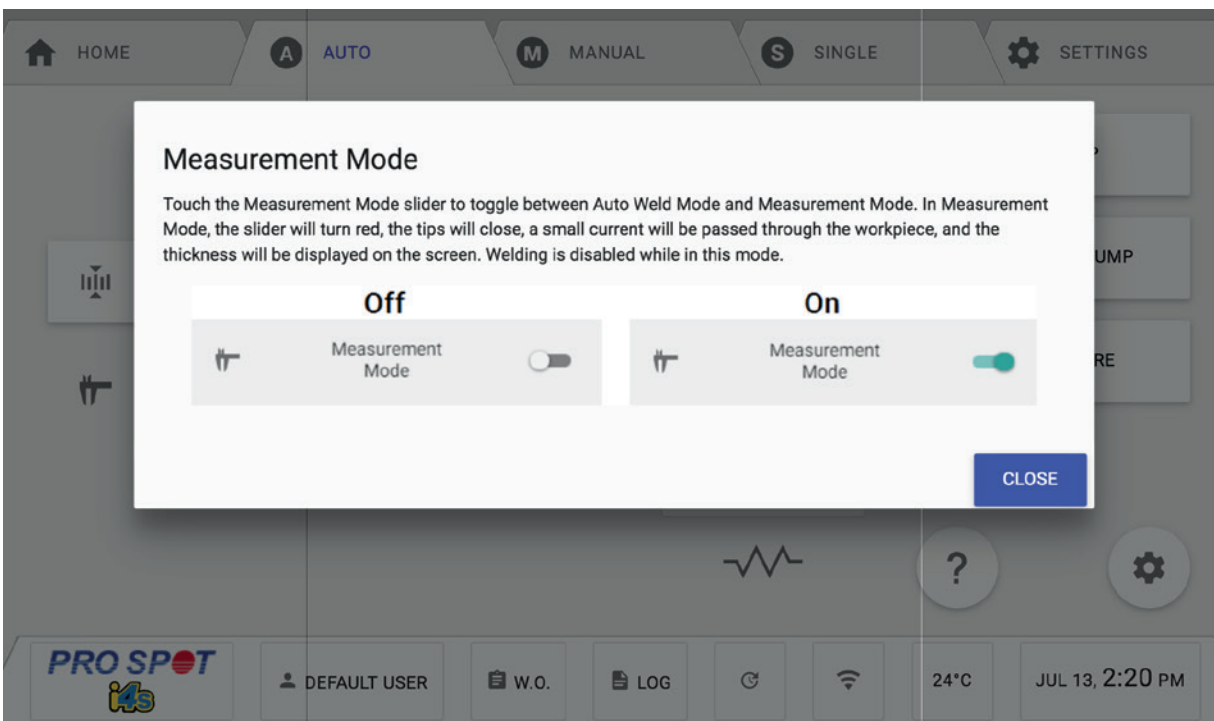 HOME
A AUTO
M MANUAL
S SINGLE
SETTINGS
Measurement Mode
Touch the Measurement Mode slider to toggle between Auto Weld Mode and Measurement Mode. In Measurement
Mode, the slider will turn red, the tips will close, a small current will be passed through the workpiece, and the
thickness will be displayed on the screen. Welding is disabled while in this mode.
Off
On
Measurement
Mode
Measurement
Mode
UMP
RE
CLOSE
?
PRO SPOT
i4s
DEFAULT USER
W.O.
LOG
24°C
JUL 13, 2:20 PM